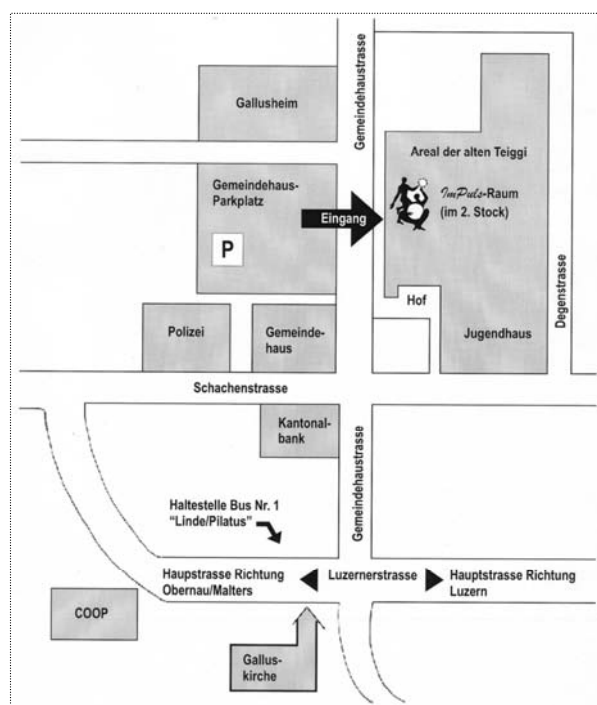 Gallusheim
Gemeindehaustrasse
Areal der alten Teiggi
Gemeindehaus-
Parkplatz
ImPuls-Raum
(im 2. Stock)
Eingang
P
Degenstrasse
Hof
Polizei
Gemeinde-
haus
Jugendhaus
Schachenstrasse
Kantonal-
bank
Gemeindehaustrasse
Haltestelle Bus Nr. 1
“Linde/Pilatus”
Haupstrasse Richtung
Obernau/Malters
Luzernerstrasse
Hauptstrasse Richtung
Luzern
COOP
Gallus-
kirche